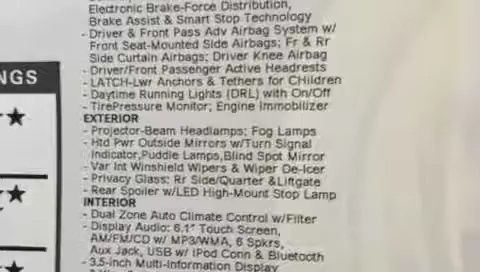 Electronic Brake-Force Distribution,
Brake Assist & Smart Stop Technology
- Driver & Front Pass Adv Airbag System w/
Front Seat-Mounted Side Airbags; Fr & Rr
Side Curtain Airbags; Driver Knee Airbag
- Driver/Front Passenger Active Headrests
- LATCH-Lwr Anchors & Tethers for CHildren
- Daytime Running Lights (DRL) with On/Off
- TirePressure Monitor; Engine Immobilizer
EXTERIOR
- Projector-Beam Headlamps; Fog Lamps
- Htd Pwr Outside Mirrors w/Turn Signal
Indicator,Puddle Lamps,Blind Spot Mirror
- Var Int Winshield Wipers & Wiper De-Icer
- Privacy Glass: Rr Side/Quarter &Liftgate
- Rear Spoiler w/LED High-Mount Stop Lamp
INTERIOR
- Dual Zone Auto Climate Control w/Filter
- Display Audio: 6.1" Touch Screen,
AM/FM/CD w/ MP3/WMA, 6 Spkrs,
Aux Jack, USB w/ iPod Conn & Bluetooth
- 3.5-inch Multi-Information Display
NGS